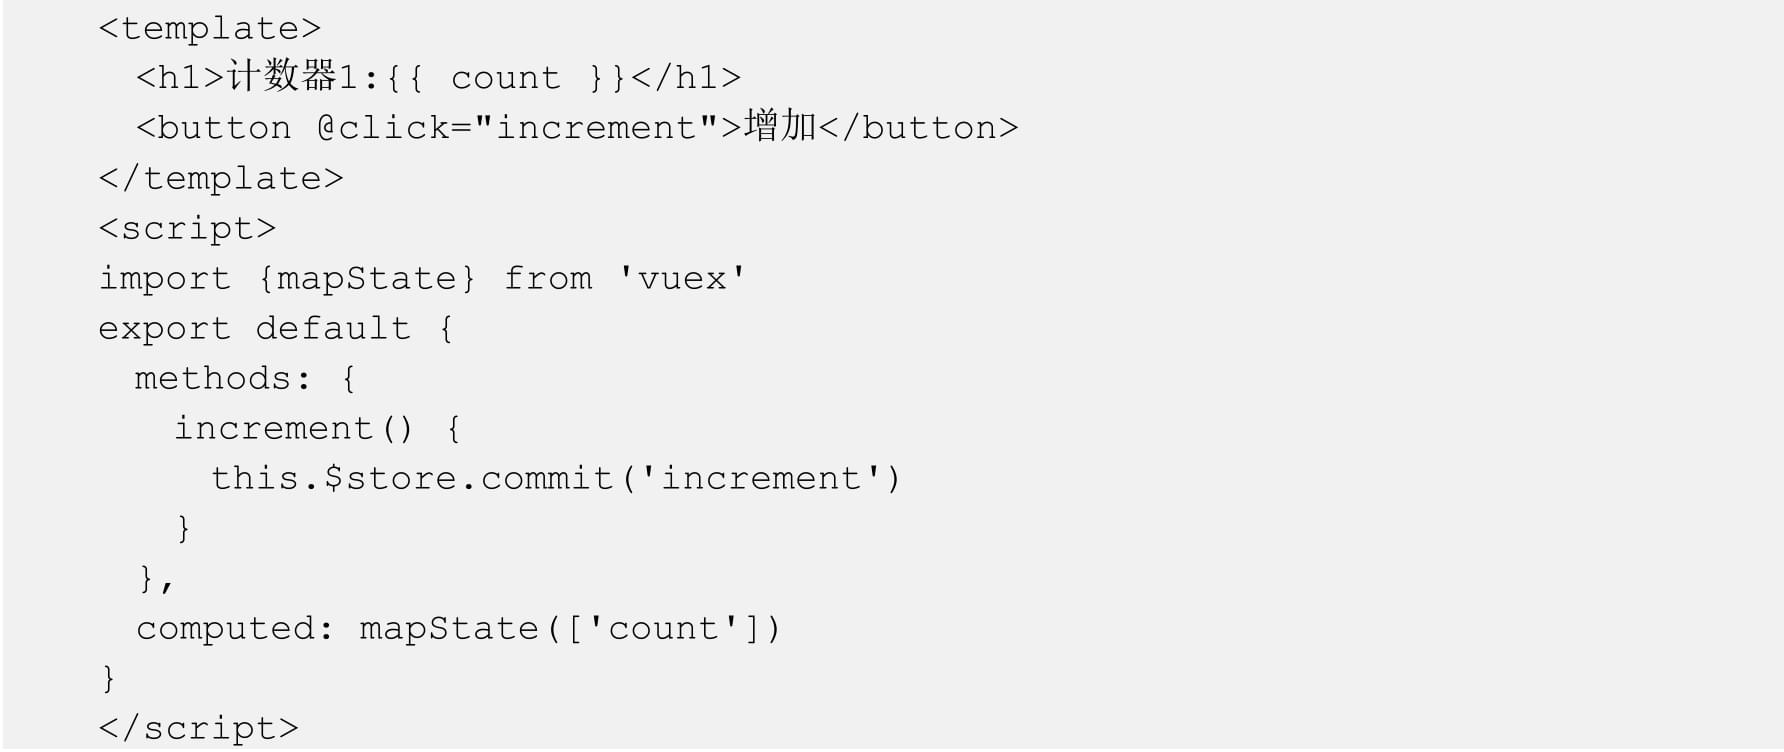 <template>
  <h1>计数器1:{{ count }}</h1>
  <button @click="increment">增加</button>
</template>
<script>
import {mapState} from 'vuex'
export default {
  methods: {
    increment() {
      this.$store.commit('increment')
    }
  },
  computed: mapState(['count'])
}
</script>